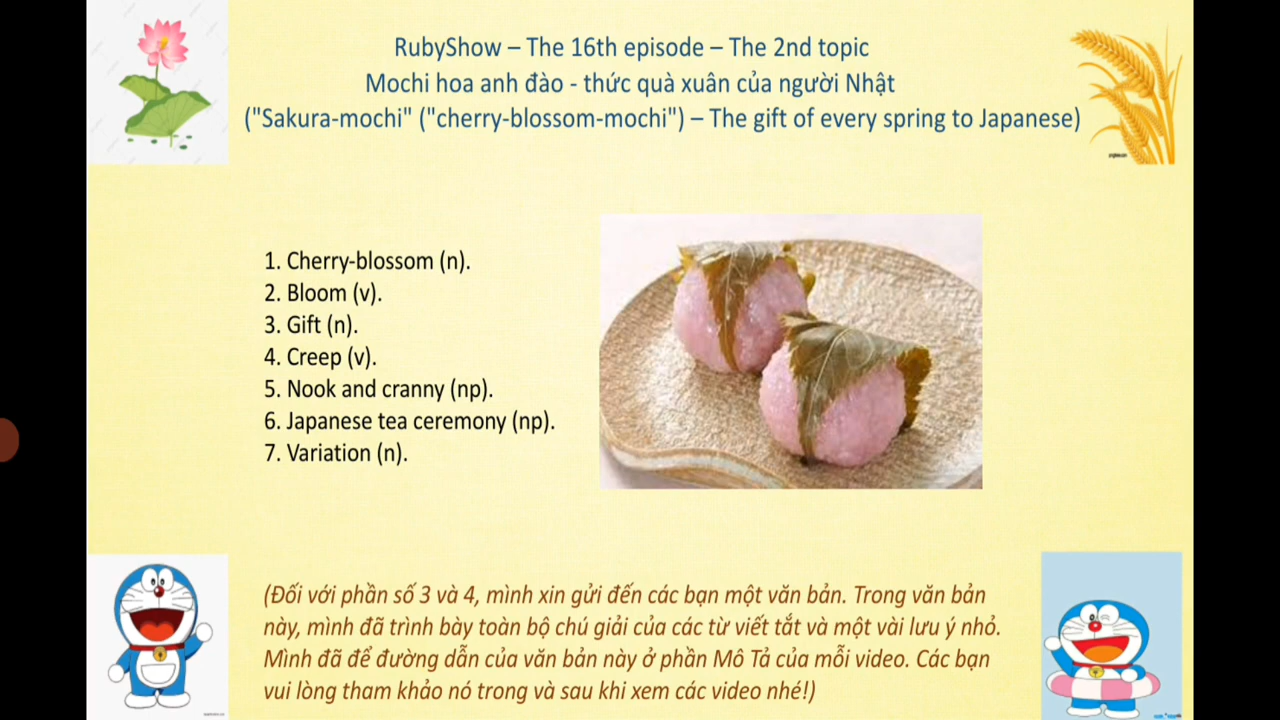 RubyShow – The 16th episode – The 2nd topic
Mochi hoa anh đào - thức quà xuân của người Nhật
("Sakura-mochi" ("cherry-blossom-mochi") – The gift of every spring to Japanese)
1. Cherry-blossom (n).
2. Bloom (v).
3. Gift (n).
4. Creep (v).
5. Nook and cranny (np).
6. Japanese tea ceremony (np).
7. Variation (n).
(Đối với phần số 3 và 4, mình xin gửi đến các bạn một văn bản. Trong văn bản
này, mình đã trình bày toàn bộ chú giải của các từ viết tắt và một vài lưu ý nhỏ.
Mình đã để đường dẫn của văn bản này ở phần Mô Tả của mỗi video. Các bạn
vui lòng tham khảo nó trong và sau khi xem các video nhé!)